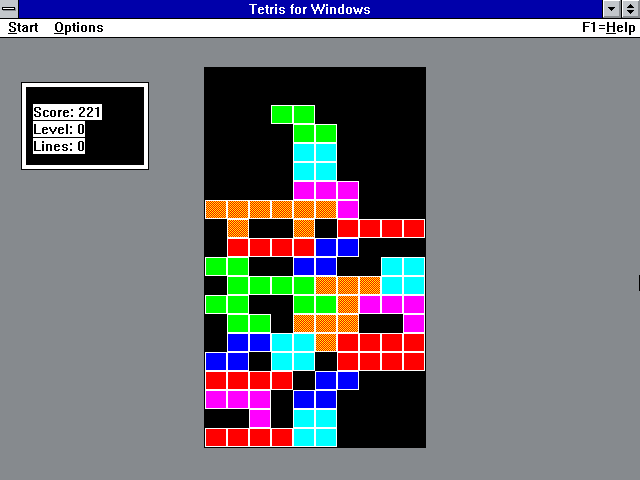 Tetris for Windows
Start Options F1=Help
Score: 221
Level: 0
Lines: 0